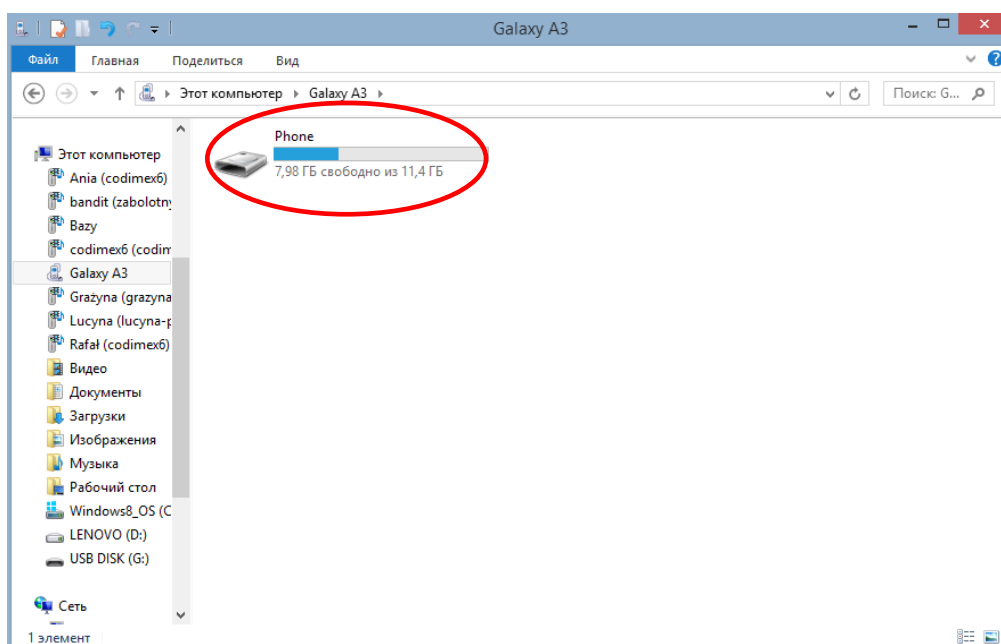 Galaxy A3
Файл Главная Поделиться Вид
Этот компьютер Galaxy A3 Поиск: G...
Phone
7,98 ГБ свободно из 11,4 ГБ
Этот компьютер
Ania (codimex6)
bandit (zabolotny
Bazy
codimex6 (codim
Galaxy A3
Grażyna (grazyna
Lucyna (lucyna-p
Rafał (codimex6)
Видео
Документы
Загрузки
Изображения
Музыка
Рабочий стол
Windows8_OS (C
LENOVO (D:)
USB DISK (G:)
Сеть
1 элемент